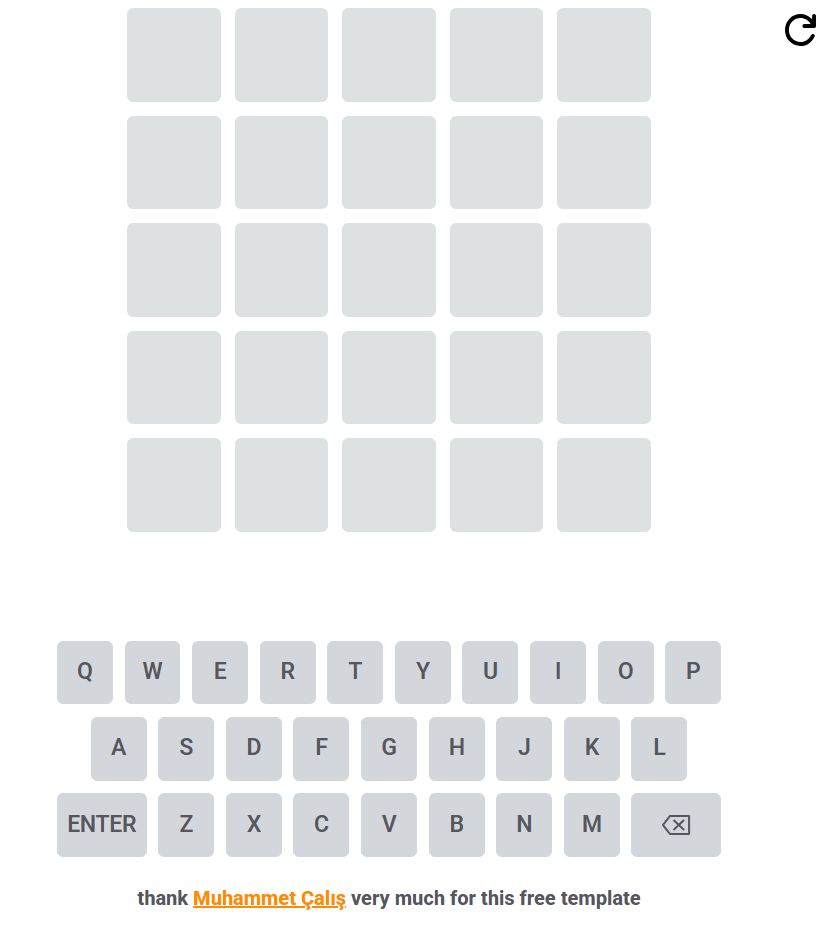 Q W E R T Y U I O P
A S D F G H J K L
ENTER Z X C V B N M
thank Muhammet Çalış very much for this free template